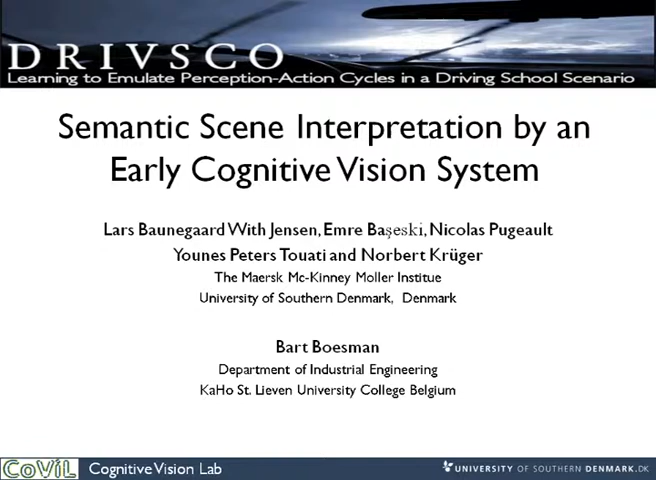 DRIVSCO
Learning to Emulate Perception-Action Cycles in a Driving School Scenario
Semantic Scene Interpretation by an
Early Cognitive Vision System
Lars Baunegaard With Jensen, Emre Başeski, Nicolas Pugeault
Younes Peters Touati and Norbert Krüger
The Maersk Mc-Kinney Moller Institue
University of Southern Denmark, Denmark
Bart Boesman
Department of Industrial Engineering
KaHo St. Lieven University College Belgium
CoViL Cognitive Vision Lab UNIVERSITY OF SOUTHERN DENMARK.DK